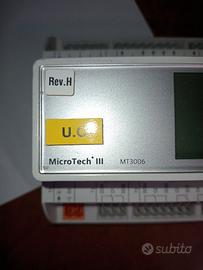 Rev.H
U.O
MicroTech III MT3006
subito